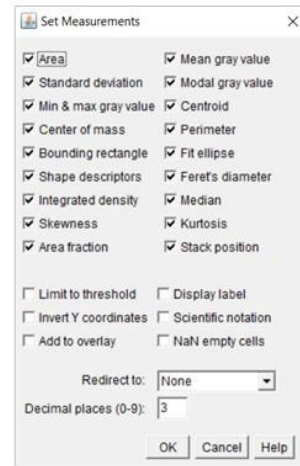 Set Measurements
Area Mean gray value
Standard deviation Modal gray value
Min & max gray value Centroid
Center of mass Perimeter
Bounding rectangle Fit ellipse
Shape descriptors Feret's diameter
Integrated density Median
Skewness Kurtosis
Area fraction Stack position
Limit to threshold Display label
Invert Y coordinates Scientific notation
Add to overlay NaN empty cells
Redirect to: None
Decimal places (0-9): 3
OK Cancel Help